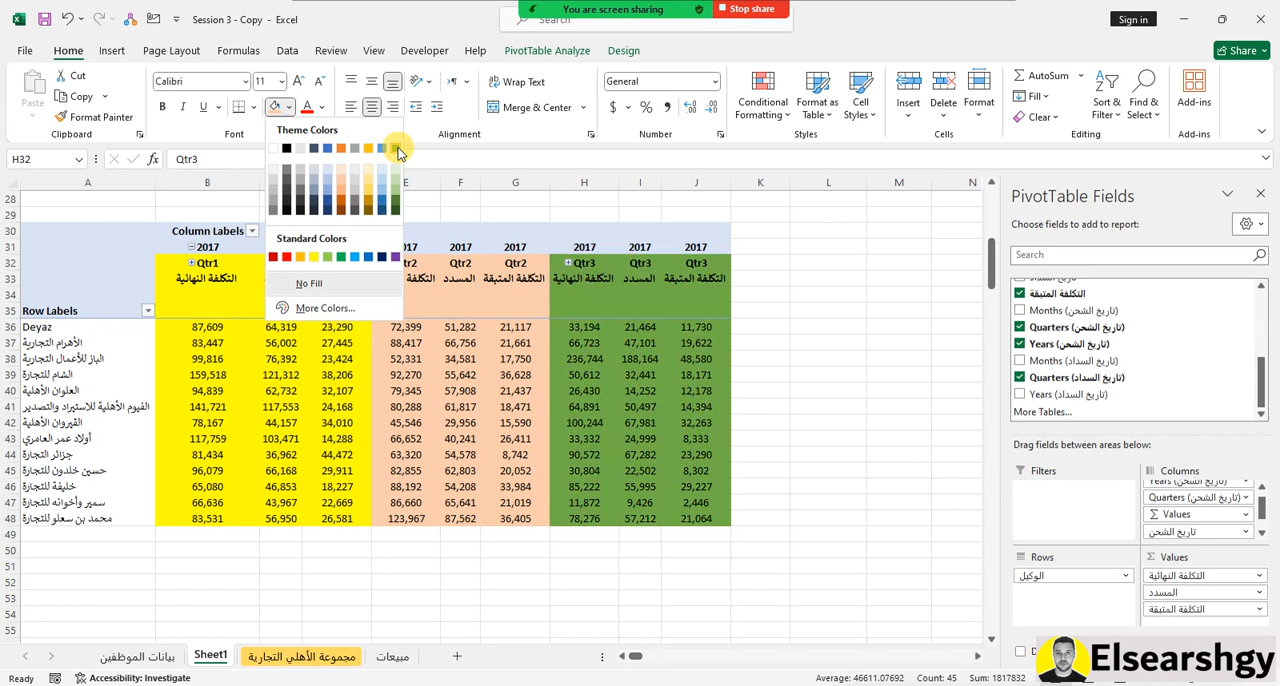 You are screen sharing Stop share
Session 3 - Copy - Excel
Search
Sign in
File Home Insert Page Layout Formulas Data Review View Developer Help PivotTable Analyze Design Share
Paste
Cut
Copy
Format Painter
Clipboard
Calibri 11
B I U
Font
Wrap Text
Merge & Center
Alignment
General
$ %
Number
Conditional Formatting
Format as Table
Cell Styles
Styles
Insert Delete Format
Cells
AutoSum
Fill
Clear
Sort & Filter
Find & Select
Editing
Add-ins
Add-ins
Theme Colors
Standard Colors
No Fill
More Colors...
H32 fx Qtr3
A B E F G H I J K L M N
28
29
30 Column Labels
31 2017 2017 2017 2017 2017 2017
32 Qtr1 Qtr2 Qtr2 Qtr3 Qtr3 Qtr3
33 التكلفة النهائية المسدد التكلفة المتبقة التكلفة النهائية المسدد التكلفة المتبقة
34
35 Row Labels
36 Deyaz 87,609 64,319 23,290 72,399 51,282 21,117 33,194 21,464 11,730
37 الأهرام التجارية 83,447 56,002 27,445 88,417 66,756 21,661 66,723 47,101 19,622
38 الباز للأعمال التجارية 99,816 76,392 23,424 52,331 34,581 17,750 236,744 188,164 48,580
39 الشام للتجارة 159,518 121,312 38,206 92,270 55,642 36,628 50,612 32,441 18,171
40 العلوان الأهلية 94,839 62,732 32,107 79,345 57,908 21,437 26,430 14,252 12,178
41 الفيوم الأهلية للاستيراد والتصدير 141,721 117,553 24,168 80,288 61,817 18,471 64,891 50,497 14,394
42 القيروان الأهلية 78,167 44,157 34,010 45,546 29,956 15,590 100,244 67,981 32,263
43 أولاد عمر العامري 117,759 103,471 14,288 66,652 40,241 26,411 33,332 24,999 8,333
44 جزائر التجارة 81,434 36,962 44,472 63,320 54,578 8,742 90,572 67,282 23,290
45 حسين خلدون للتجارة 96,079 66,168 29,911 82,855 62,803 20,052 30,804 22,502 8,302
46 خليفة للتجارة 65,080 46,853 18,227 88,192 54,208 33,984 85,222 55,995 29,227
47 سمير وأخوانه للتجارة 66,636 43,967 22,669 86,660 65,641 21,019 11,872 9,426 2,446
48 محمد بن سعلو للتجارة 83,531 56,950 26,581 123,967 87,562 36,405 78,276 57,212 21,064
49
50
51
52
53
54
55
PivotTable Fields
Choose fields to add to report:
Search
التكلفة المتبقة
Months (تاريخ الشحن)
Quarters (تاريخ الشحن)
Years (تاريخ الشحن)
Months (تاريخ السداد)
Quarters (تاريخ السداد)
Years (تاريخ السداد)
More Tables...
Drag fields between areas below:
Filters
Columns
Years (تاريخ الشحن)
Quarters (تاريخ الشحن)
Σ Values
تاريخ الشحن
Rows
الوكيل
Σ Values
التكلفة النهائية
المسدد
التكلفة المتبقة
بيانات الموظفين Sheet1 مجموعة الأهلي التجارية مبيعات
Ready Accessibility: Investigate Average: 46611.07692 Count: 45 Sum: 1817832
Elsearshgy